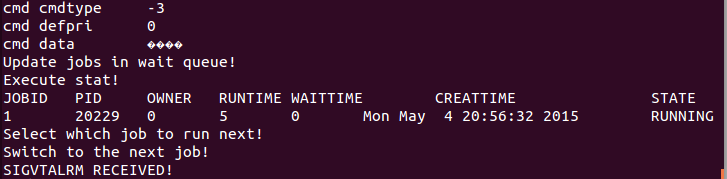 cmd cmdtype -3
cmd defpri 0
cmd data ����
Update jobs in wait queue!
Execute stat!
JOBID PID OWNER RUNTIME WAITTIME CREATTIME STATE
1 20229 0 5 0 Mon May 4 20:56:32 2015 RUNNING
Select which job to run next!
Switch to the next job!
SIGVTALRM RECEIVED!